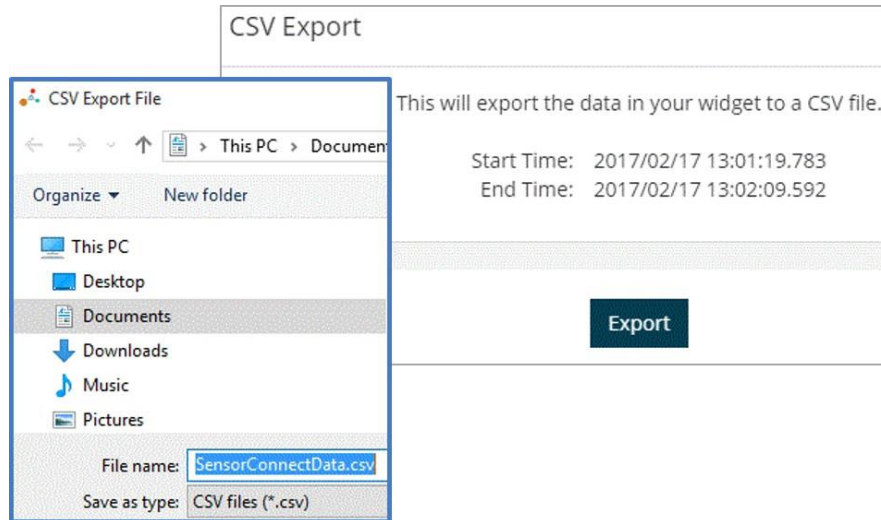 CSV Export
This will export the data in your widget to a CSV file.
Start Time: 2017/02/17 13:01:19.783
End Time: 2017/02/17 13:02:09.592
Export
CSV Export File
> This PC >
Organize New folder
This PC
Desktop
Documents
Downloads
Music
Pictures
File name: SensorConnectData.csv
Save as type: CSV files (*.csv)